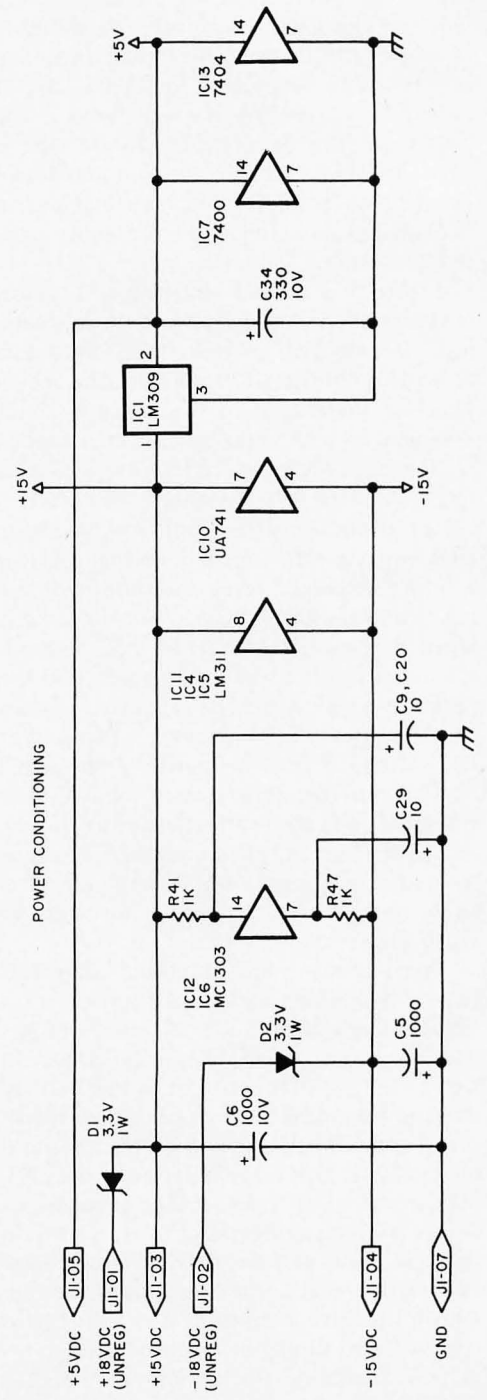 POWER CONDITIONING
+5VDC
J1-05
+18VDC
(UNREG)
J1-01
D1
3.3V
1W
+15VDC
J1-03
-18VDC
(UNREG)
J1-02
-15VDC
J1-04
GND
J1-07
C6
1000
10V
+
D2
3.3V
1W
C5
1000
+
IC12
IC6
MC1303
R41
1K
14
7
R47
1K
C29
10
+
C9, C20
10
+
IC11
IC4
IC5
LM311
8
4
+15V
IC10
UA741
7
4
-15V
IC1
LM309
1
2
3
C34
330
10V
+
IC7
7400
14
7
+5V
IC13
7404
14
7